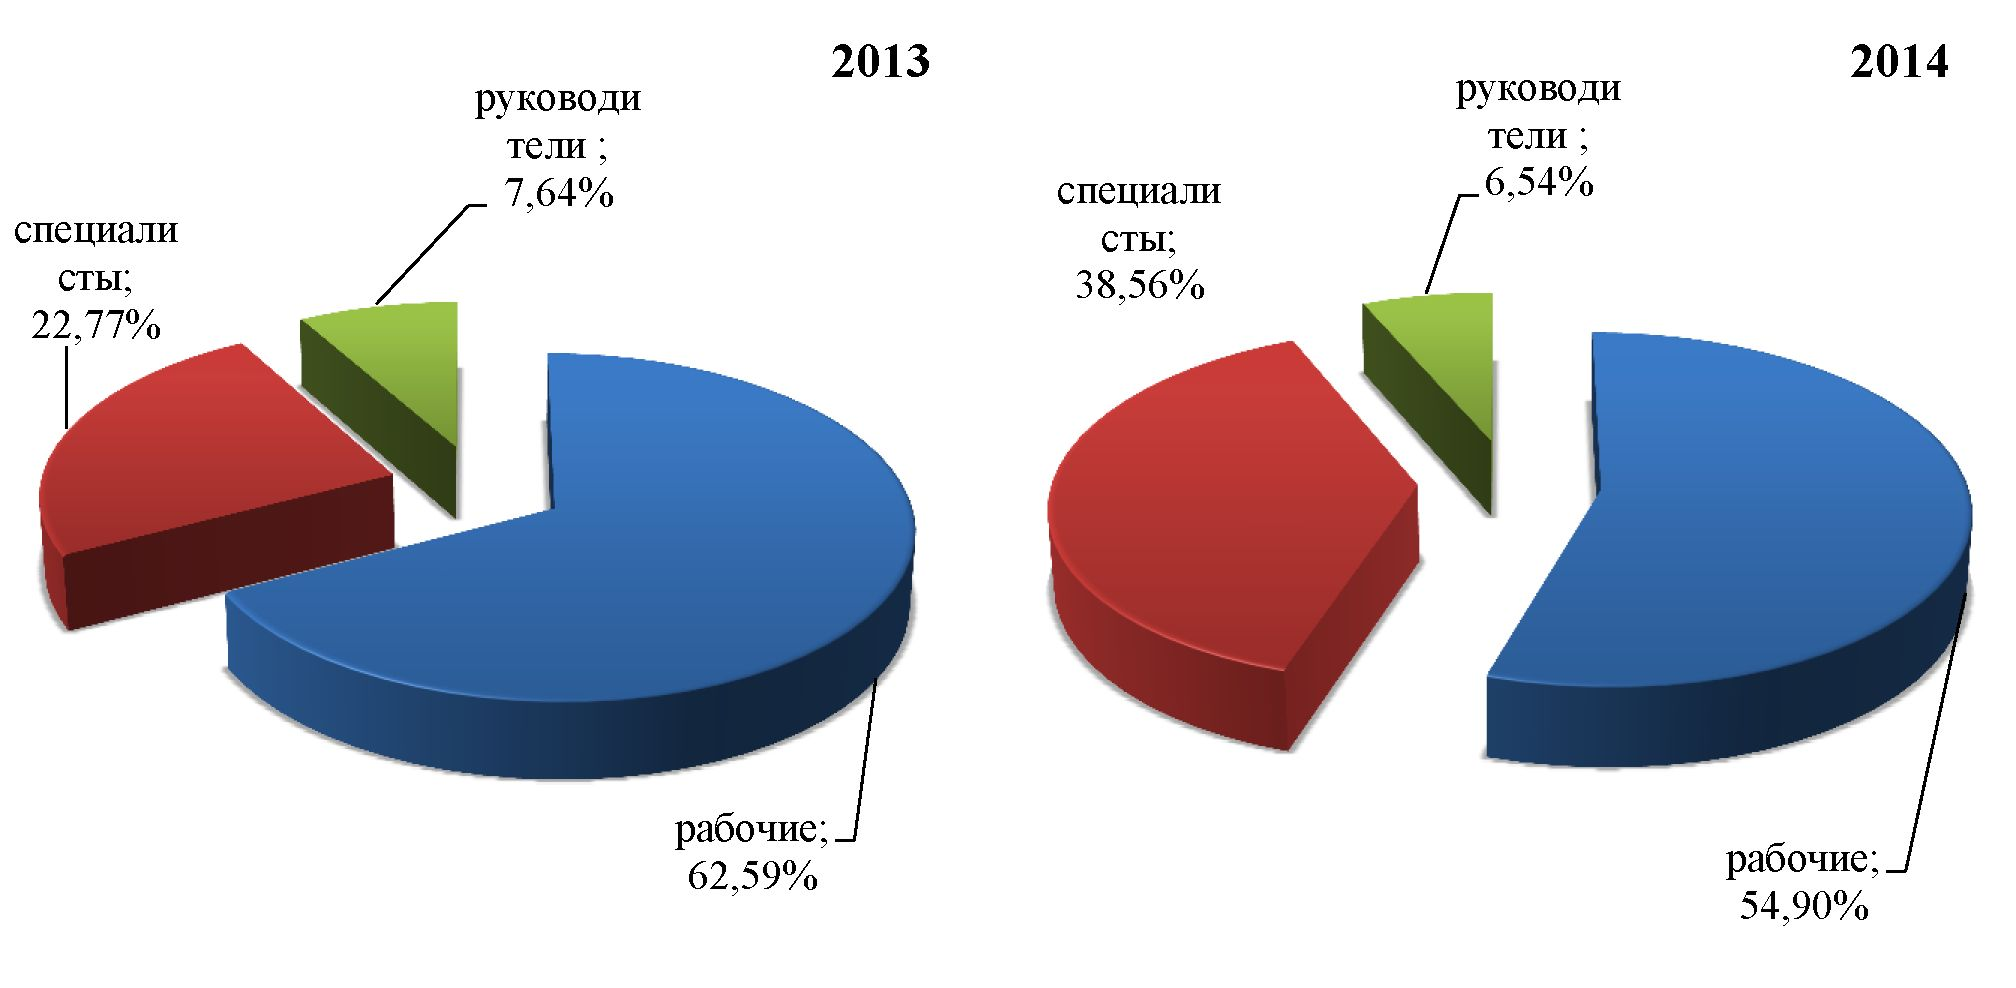 2013
руководи
тели ;
7,64%
специали
сты;
22,77%
рабочие;
62,59%
2014
руководи
тели ;
6,54%
специали
сты;
38,56%
рабочие;
54,90%